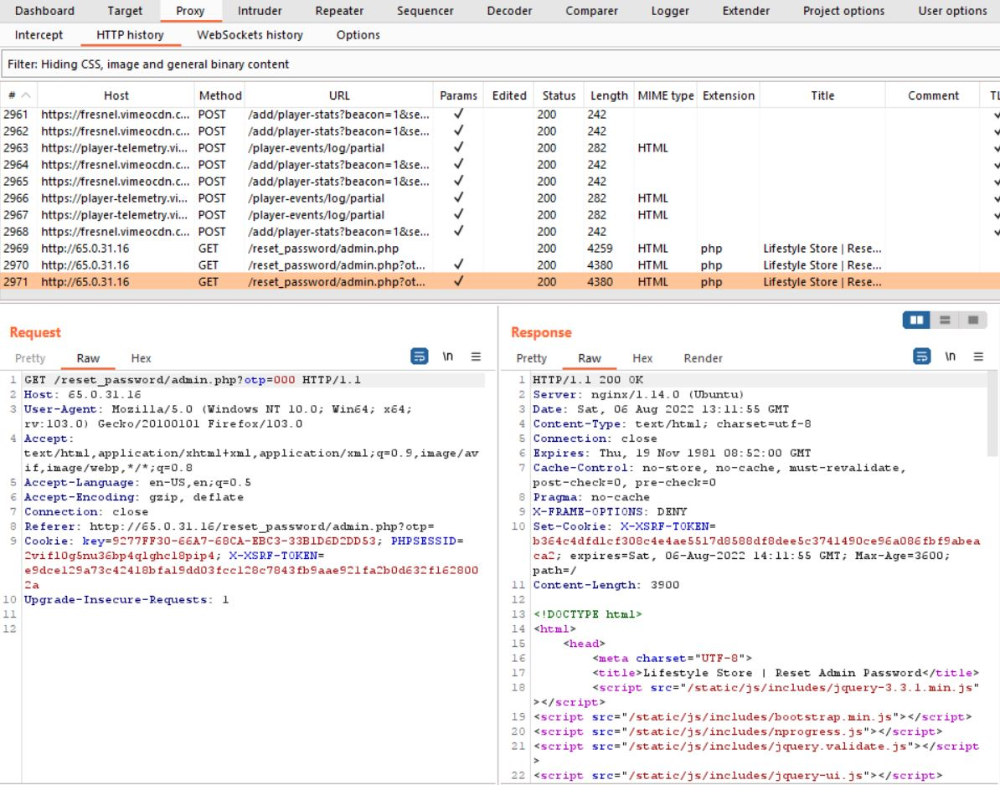 Dashboard Target Proxy Intruder Repeater Sequencer Decoder Comparer Logger Extender Project options User options
Intercept HTTP history WebSockets history Options
Filter: Hiding CSS, image and general binary content
# Host Method URL Params Edited Status Length MIME type Extension Title Comment TL
2961 https://fresnel.vimeocdn.c... POST /add/player-stats?beacon=1&se... ✓ 200 242 ✓
2962 https://fresnel.vimeocdn.c... POST /add/player-stats?beacon=1&se... ✓ 200 242 ✓
2963 https://player-telemetry.vi... POST /player-events/log/partial ✓ 200 282 HTML ✓
2964 https://fresnel.vimeocdn.c... POST /add/player-stats?beacon=1&se... ✓ 200 242 ✓
2965 https://fresnel.vimeocdn.c... POST /add/player-stats?beacon=1&se... ✓ 200 242 ✓
2966 https://player-telemetry.vi... POST /player-events/log/partial ✓ 200 282 HTML ✓
2967 https://player-telemetry.vi... POST /player-events/log/partial ✓ 200 282 HTML ✓
2968 https://fresnel.vimeocdn.c... POST /add/player-stats?beacon=1&se... ✓ 200 242 ✓
2969 http://65.0.31.16 GET /reset_password/admin.php 200 4259 HTML php Lifestyle Store | Rese...
2970 http://65.0.31.16 GET /reset_password/admin.php?ot... ✓ 200 4380 HTML php Lifestyle Store | Rese...
2971 http://65.0.31.16 GET /reset_password/admin.php?ot... ✓ 200 4380 HTML php Lifestyle Store | Rese...
Request
Pretty Raw Hex \n
1 GET /reset_password/admin.php?otp=000 HTTP/1.1
2 Host: 65.0.31.16
3 User-Agent: Mozilla/5.0 (Windows NT 10.0; Win64; x64;
rv:103.0) Gecko/20100101 Firefox/103.0
4 Accept:
text/html,application/xhtml+xml,application/xml;q=0.9,image/av
if,image/webp,*/*;q=0.8
5 Accept-Language: en-US,en;q=0.5
6 Accept-Encoding: gzip, deflate
7 Connection: close
8 Referer: http://65.0.31.16/reset_password/admin.php?otp=
9 Cookie: key=9277FF30-66A7-68CA-EBC3-33B1D6D2DD53; PHPSESSID=
2vif10g5nu36bp4qlghc18pip4; X-XSRF-TOKEN=
e9dce129a73c42418bfa19dd03fcc128c7843fb9aae921fa2b0d632f162800
2a
10 Upgrade-Insecure-Requests: 1
11
12
Response
Pretty Raw Hex Render \n
1 HTTP/1.1 200 OK
2 Server: nginx/1.14.0 (Ubuntu)
3 Date: Sat, 06 Aug 2022 13:11:55 GMT
4 Content-Type: text/html; charset=utf-8
5 Connection: close
6 Expires: Thu, 19 Nov 1981 08:52:00 GMT
7 Cache-Control: no-store, no-cache, must-revalidate,
post-check=0, pre-check=0
8 Pragma: no-cache
9 X-FRAME-OPTIONS: DENY
10 Set-Cookie: X-XSRF-TOKEN=
b364c4dfd1cf308c4e4ae5517d8588df8dee5c3741490ce96a086fbf9abea
ca2; expires=Sat, 06-Aug-2022 14:11:55 GMT; Max-Age=3600;
path=/
11 Content-Length: 3900
12
13 <!DOCTYPE html>
14 <html>
15 <head>
16 <meta charset="UTF-8">
17 <title>Lifestyle Store | Reset Admin Password</title>
18 <script src="/static/js/includes/jquery-3.3.1.min.js"
></script>
19 <script src="/static/js/includes/bootstrap.min.js"></script>
20 <script src="/static/js/includes/nprogress.js"></script>
21 <script src="/static/js/includes/jquery.validate.js"></script
>
22 <script src="/static/js/includes/jquery-ui.js"></script>